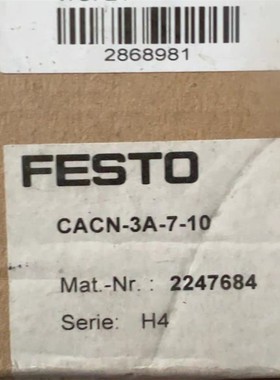 2868981
FESTO
CACN-3A-7-10
Mat.-Nr. : 2247684
Serie: H4